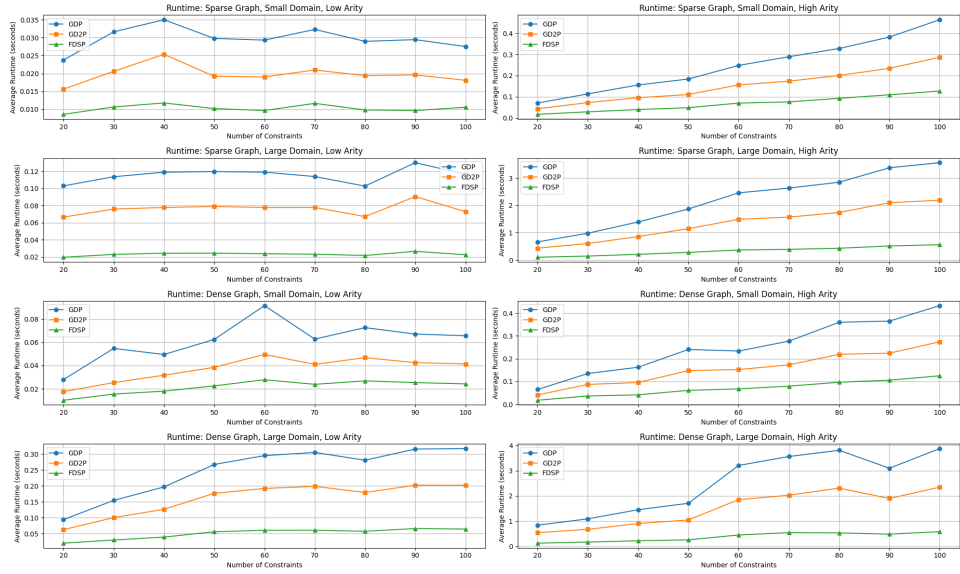 Runtime: Sparse Graph, Small Domain, Low Arity
Average Runtime (seconds)
0.035
0.030
0.025
0.020
0.015
0.010
GDP
GD2P
FDSP
20 30 40 50 60 70 80 90 100
Number of Constraints
Runtime: Sparse Graph, Small Domain, High Arity
Average Runtime (seconds)
0.4
0.3
0.2
0.1
0.0
GDP
GD2P
FDSP
20 30 40 50 60 70 80 90 100
Number of Constraints
Runtime: Sparse Graph, Large Domain, Low Arity
Average Runtime (seconds)
0.12
0.10
0.08
0.06
0.04
0.02
GDP
GD2P
FDSP
20 30 40 50 60 70 80 90 100
Number of Constraints
Runtime: Sparse Graph, Large Domain, High Arity
Average Runtime (seconds)
3
2
1
0
GDP
GD2P
FDSP
20 30 40 50 60 70 80 90 100
Number of Constraints
Runtime: Dense Graph, Small Domain, Low Arity
Average Runtime (seconds)
0.08
0.06
0.04
0.02
GDP
GD2P
FDSP
20 30 40 50 60 70 80 90 100
Number of Constraints
Runtime: Dense Graph, Small Domain, High Arity
Average Runtime (seconds)
0.4
0.3
0.2
0.1
0.0
GDP
GD2P
FDSP
20 30 40 50 60 70 80 90 100
Number of Constraints
Runtime: Dense Graph, Large Domain, Low Arity
Average Runtime (seconds)
0.30
0.25
0.20
0.15
0.10
0.05
GDP
GD2P
FDSP
20 30 40 50 60 70 80 90 100
Number of Constraints
Runtime: Dense Graph, Large Domain, High Arity
Average Runtime (seconds)
4
3
2
1
0
GDP
GD2P
FDSP
20 30 40 50 60 70 80 90 100
Number of Constraints